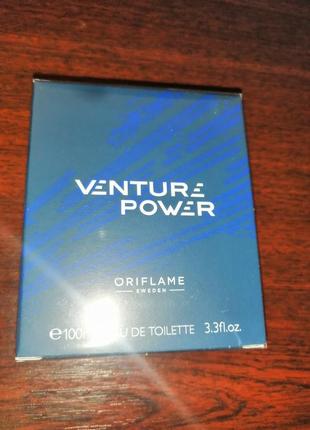 VENTURE
POWER
ORIFLAME
SWEDEN
℮100 DE TOILETTE 3.3fl.oz.